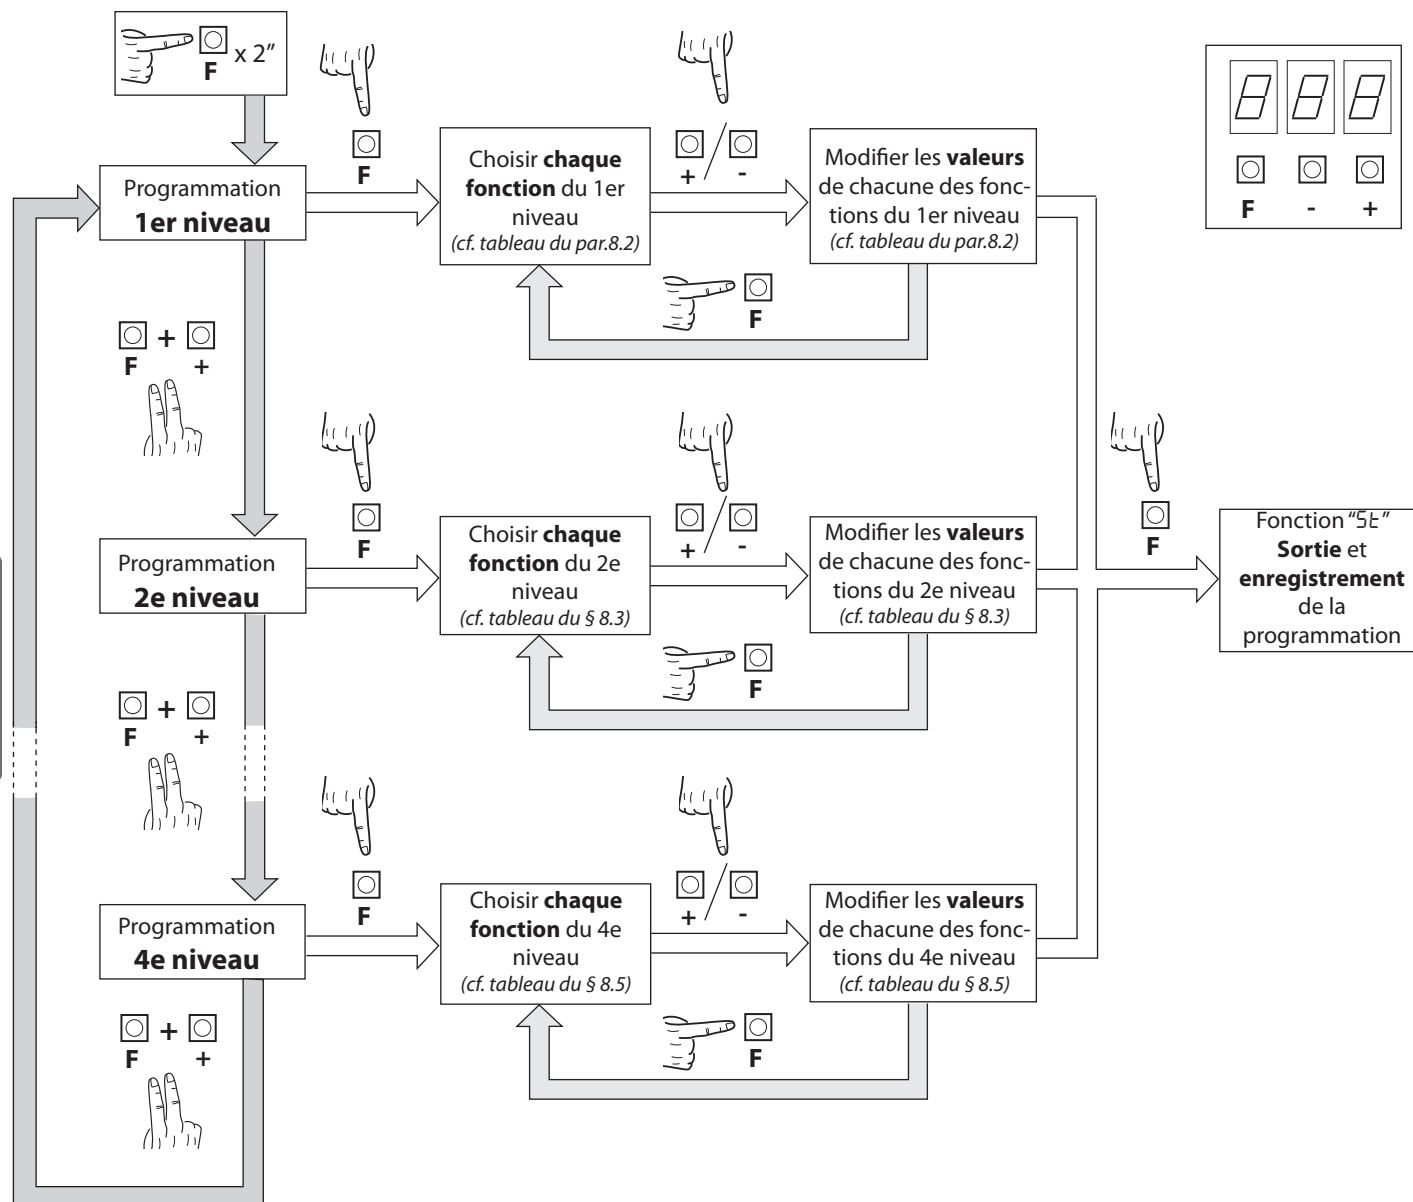 F x 2"
F
Programmation
1er niveau
Choisir chaque
fonction du 1er
niveau
(cf. tableau du par.8.2)
+ / -
Modifier les valeurs
de chacune des fonc-
tions du 1er niveau
(cf. tableau du par.8.2)
F
F - +
+
F +
F
Programmation
2e niveau
Choisir chaque
fonction du 2e
niveau
(cf. tableau du § 8.3)
+ / -
Modifier les valeurs
de chacune des fonc-
tions du 2e niveau
(cf. tableau du § 8.3)
F
F
Fonction “St”
Sortie et
enregistrement
de la
programmation
+
F +
F
Programmation
4e niveau
Choisir chaque
fonction du 4e
niveau
(cf. tableau du § 8.5)
+ / -
Modifier les valeurs
de chacune des fonc-
tions du 4e niveau
(cf. tableau du § 8.5)
F
+
F +